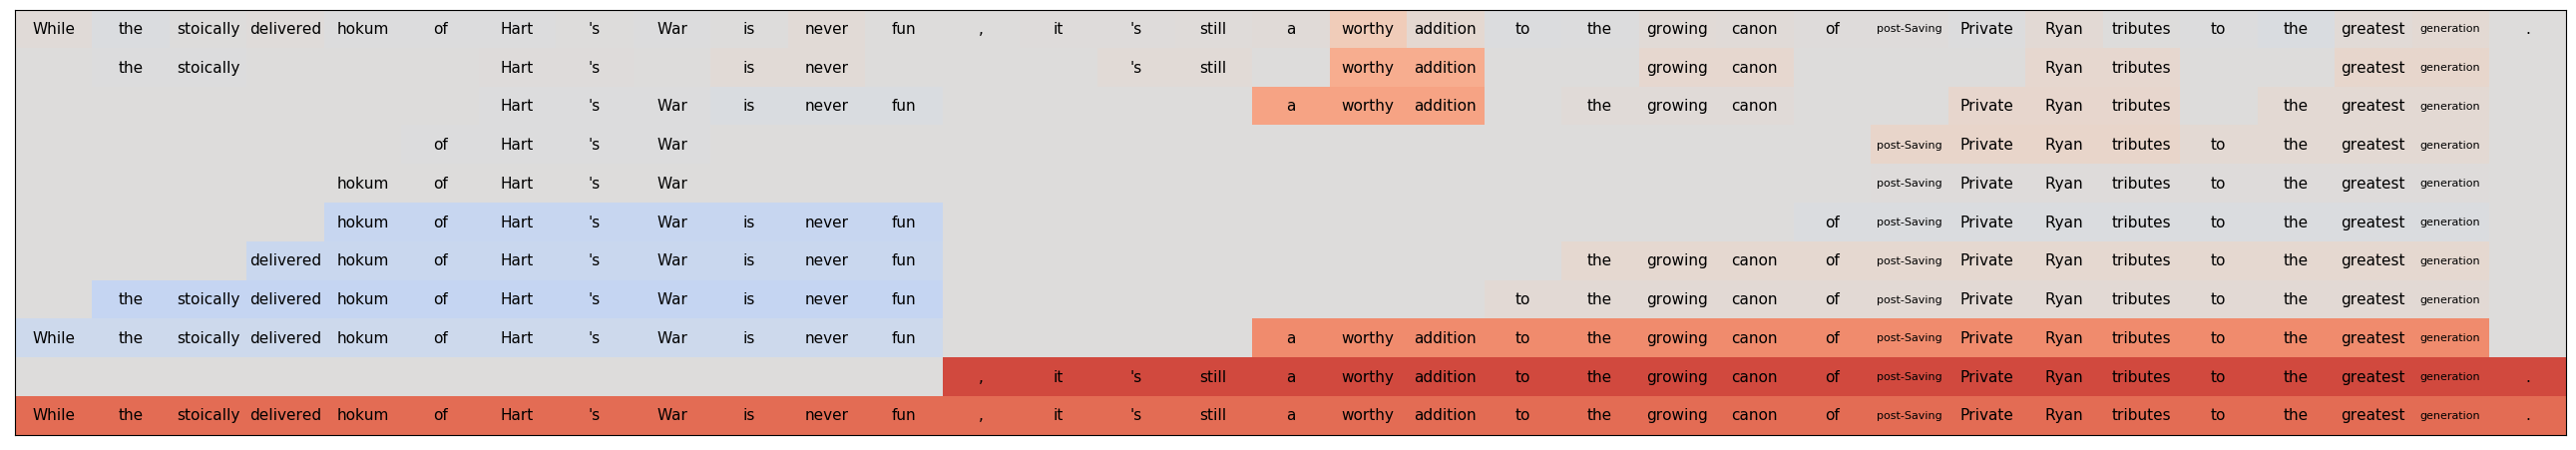 While the stoically delivered hokum of Hart 's War is never fun , it 's still a worthy addition to the growing canon of post-Saving Private Ryan tributes to the greatest generation .
the stoically Hart 's is never 's still worthy addition growing canon Ryan tributes greatest generation
Hart 's War is never fun a worthy addition the growing canon Private Ryan tributes the greatest generation
of Hart 's War post-Saving Private Ryan tributes to the greatest generation
hokum of Hart 's War post-Saving Private Ryan tributes to the greatest generation
hokum of Hart 's War is never fun of post-Saving Private Ryan tributes to the greatest generation
delivered hokum of Hart 's War is never fun the growing canon of post-Saving Private Ryan tributes to the greatest generation
the stoically delivered hokum of Hart 's War is never fun to the growing canon of post-Saving Private Ryan tributes to the greatest generation
While the stoically delivered hokum of Hart 's War is never fun a worthy addition to the growing canon of post-Saving Private Ryan tributes to the greatest generation
, it 's still a worthy addition to the growing canon of post-Saving Private Ryan tributes to the greatest generation .
While the stoically delivered hokum of Hart 's War is never fun , it 's still a worthy addition to the growing canon of post-Saving Private Ryan tributes to the greatest generation .